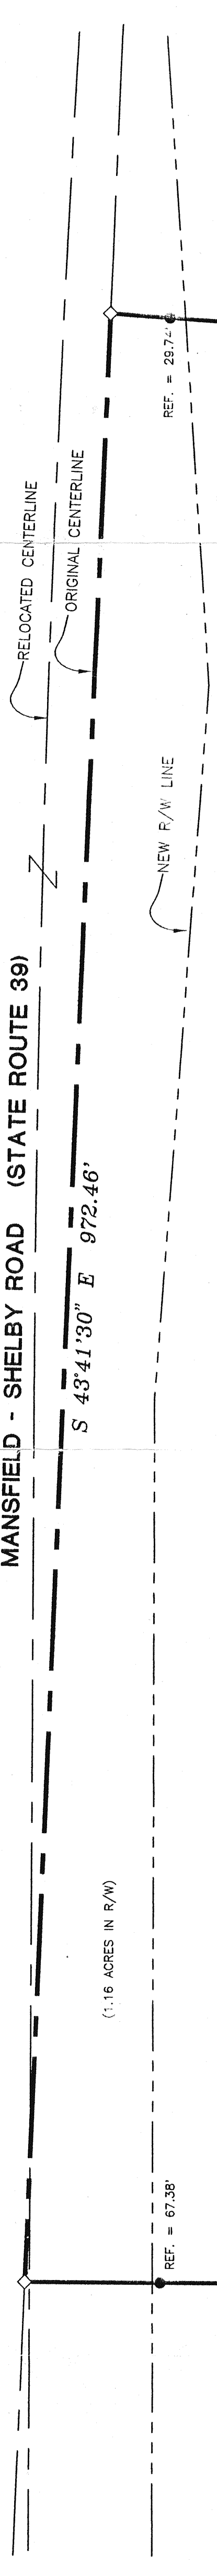 MANSFIELD - SHELBY ROAD (STATE ROUTE 39)
RELOCATED CENTERLINE
ORIGINAL CENTERLINE
S 43°41'30" E 972.46'
NEW R/W LINE
REF. = 29.74'
(1.16 ACRES IN R/W)
REF. = 67.38'